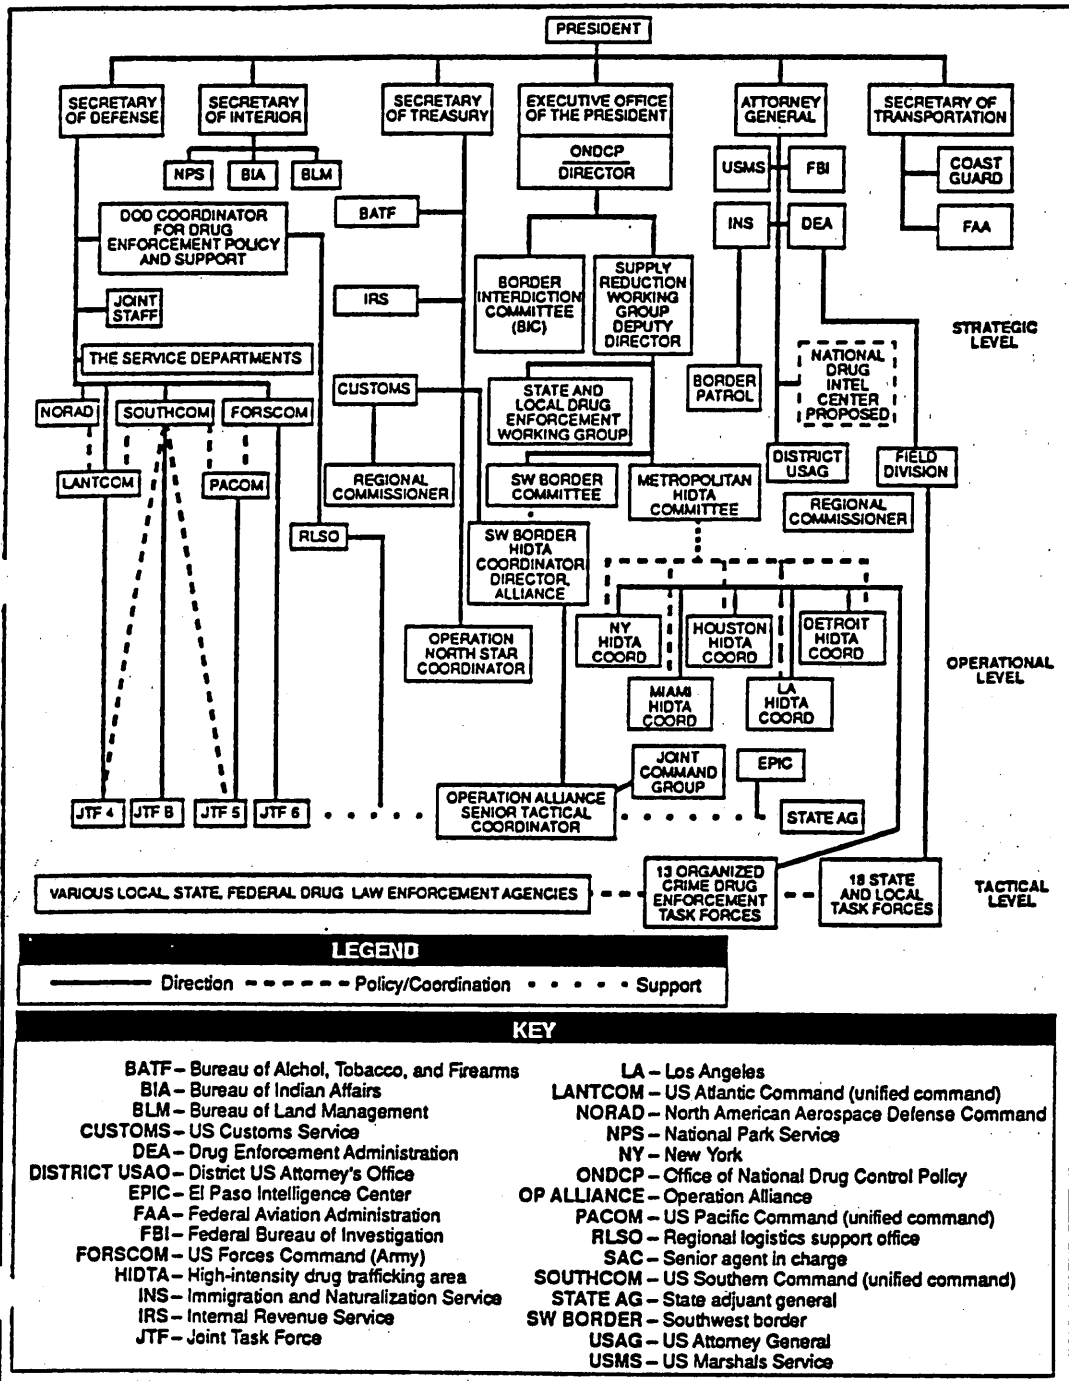 PRESIDENT
SECRETARY
OF DEFENSE
SECRETARY
OF INTERIOR
SECRETARY
OF TREASURY
EXECUTIVE OFFICE
OF THE PRESIDENT
ATTORNEY
GENERAL
SECRETARY OF
TRANSPORTATION
ONDCP
DIRECTOR
NPS
BIA
BLM
USMS
FBI
COAST
GUARD
DOD COORDINATOR
FOR DRUG
ENFORCEMENT POLICY
AND SUPPORT
BATF
INS
DEA
FAA
JOINT
STAFF
IRS
BORDER
INTERDICTION
COMMITTEE
(BIC)
SUPPLY
REDUCTION
WORKING
GROUP
DEPUTY
DIRECTOR
STRATEGIC
LEVEL
THE SERVICE DEPARTMENTS
NATIONAL
DRUG
INTEL
CENTER
PROPOSED
NORAD
SOUTHCOM
FORSCOM
CUSTOMS
STATE AND
LOCAL DRUG
ENFORCEMENT
WORKING GROUP
BORDER
PATROL
LANTCOM
PACOM
REGIONAL
COMMISSIONER
SW BORDER
COMMITTEE
METROPOLITAN
HIDTA
COMMITTEE
DISTRICT
USAG
FIELD
DIVISION
REGIONAL
COMMISSIONER
RLSO
SW BORDER
HIDTA
COORDINATOR
DIRECTOR,
ALLIANCE
OPERATION
NORTH STAR
COORDINATOR
NY
HIDTA
COORD
HOUSTON
HIDTA
COORD
DETROIT
HIDTA
COORD
OPERATIONAL
LEVEL
MIAMI
HIDTA
COORD
LA
HIDTA
COORD
JOINT
COMMAND
GROUP
EPIC
JTF 4
JTF B
JTF 5
JTF 6
OPERATION ALLIANCE
SENIOR TACTICAL
COORDINATOR
STATE AG
VARIOUS LOCAL, STATE, FEDERAL DRUG LAW ENFORCEMENT AGENCIES
13 ORGANIZED
CRIME DRUG
ENFORCEMENT
TASK FORCES
18 STATE
AND LOCAL
TASK FORCES
TACTICAL
LEVEL
LEGEND
Direction
Policy/Coordination
Support
KEY
BATF – Bureau of Alchol, Tobacco, and Firearms
BIA – Bureau of Indian Affairs
BLM – Bureau of Land Management
CUSTOMS – US Customs Service
DEA – Drug Enforcement Administration
DISTRICT USAO – District US Attorney's Office
EPIC – El Paso Intelligence Center
FAA – Federal Aviation Administration
FBI – Federal Bureau of Investigation
FORSCOM – US Forces Command (Army)
HIDTA – High-intensity drug trafficking area
INS – Immigration and Naturalization Service
IRS – Internal Revenue Service
JTF – Joint Task Force
LA – Los Angeles
LANTCOM – US Atlantic Command (unified command)
NORAD – North American Aerospace Defense Command
NPS – National Park Service
NY – New York
ONDCP – Office of National Drug Control Policy
OP ALLIANCE – Operation Alliance
PACOM – US Pacific Command (unified command)
RLSO – Regional logistics support office
SAC – Senior agent in charge
SOUTHCOM – US Southern Command (unified command)
STATE AG – State adjuant general
SW BORDER – Southwest border
USAG – US Attorney General
USMS – US Marshals Service